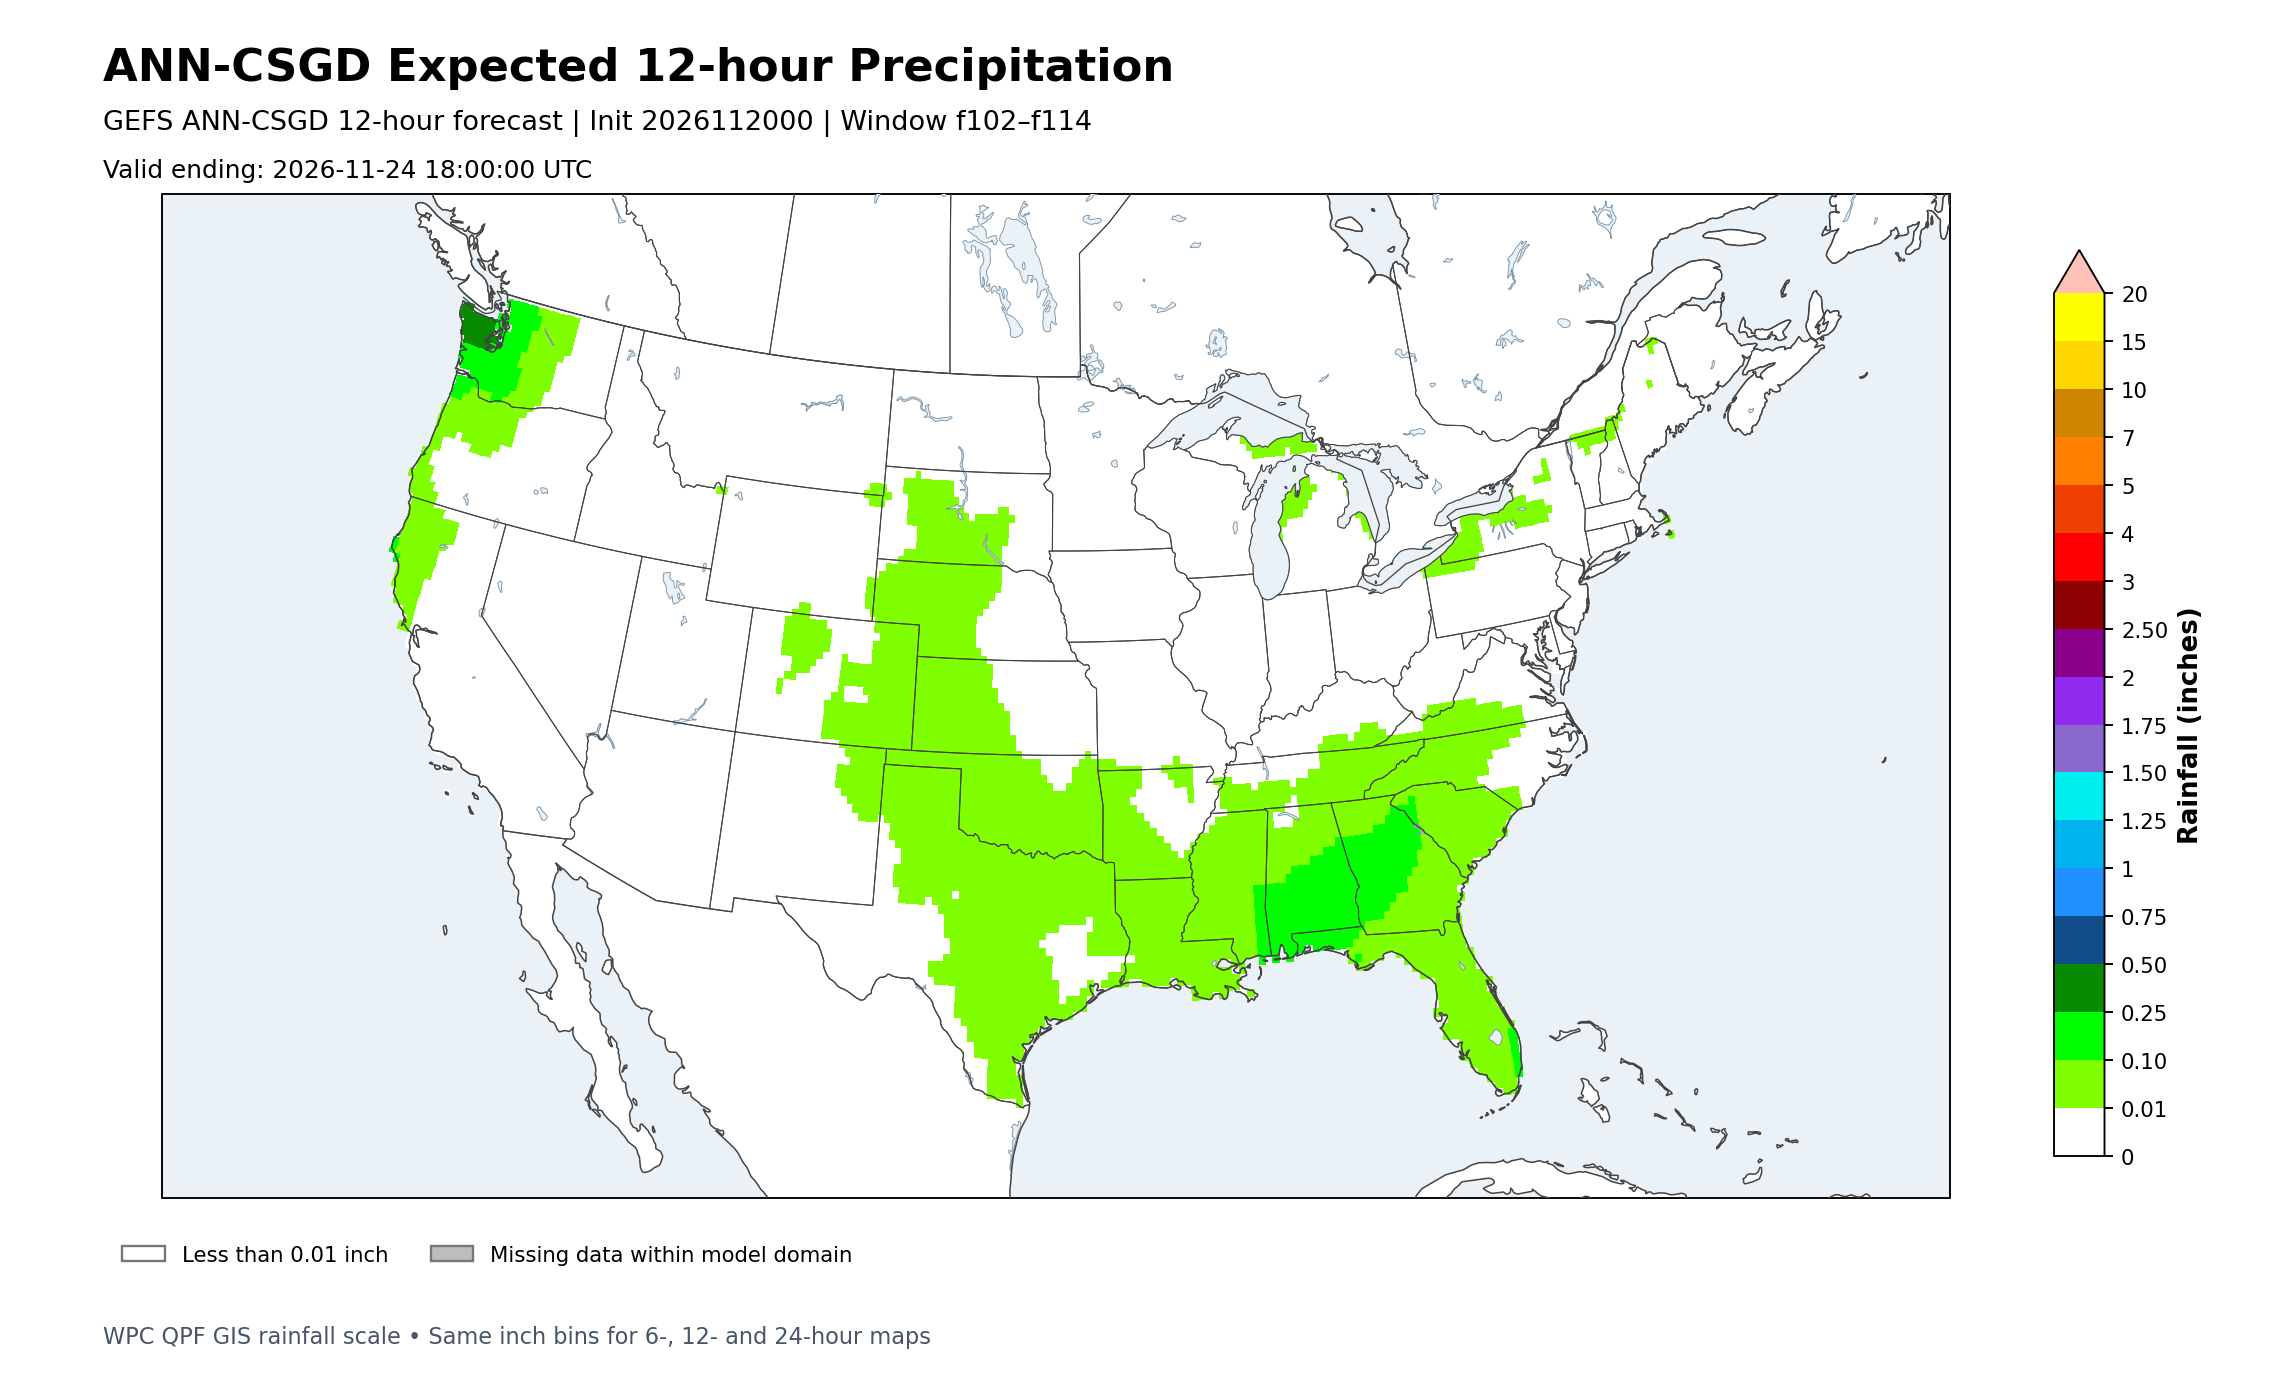 ANN-CSGD Expected 12-hour Precipitation
GEFS ANN-CSGD 12-hour forecast | Init 2026112000 | Window f102–f114
Valid ending: 2026-11-24 18:00:00 UTC
20
15
10
7
5
4
3
2.50
2
1.75
1.50
1.25
1
0.75
0.50
0.25
0.10
0.01
0
Rainfall (inches)
Less than 0.01 inch
Missing data within model domain
WPC QPF GIS rainfall scale • Same inch bins for 6-, 12- and 24-hour maps